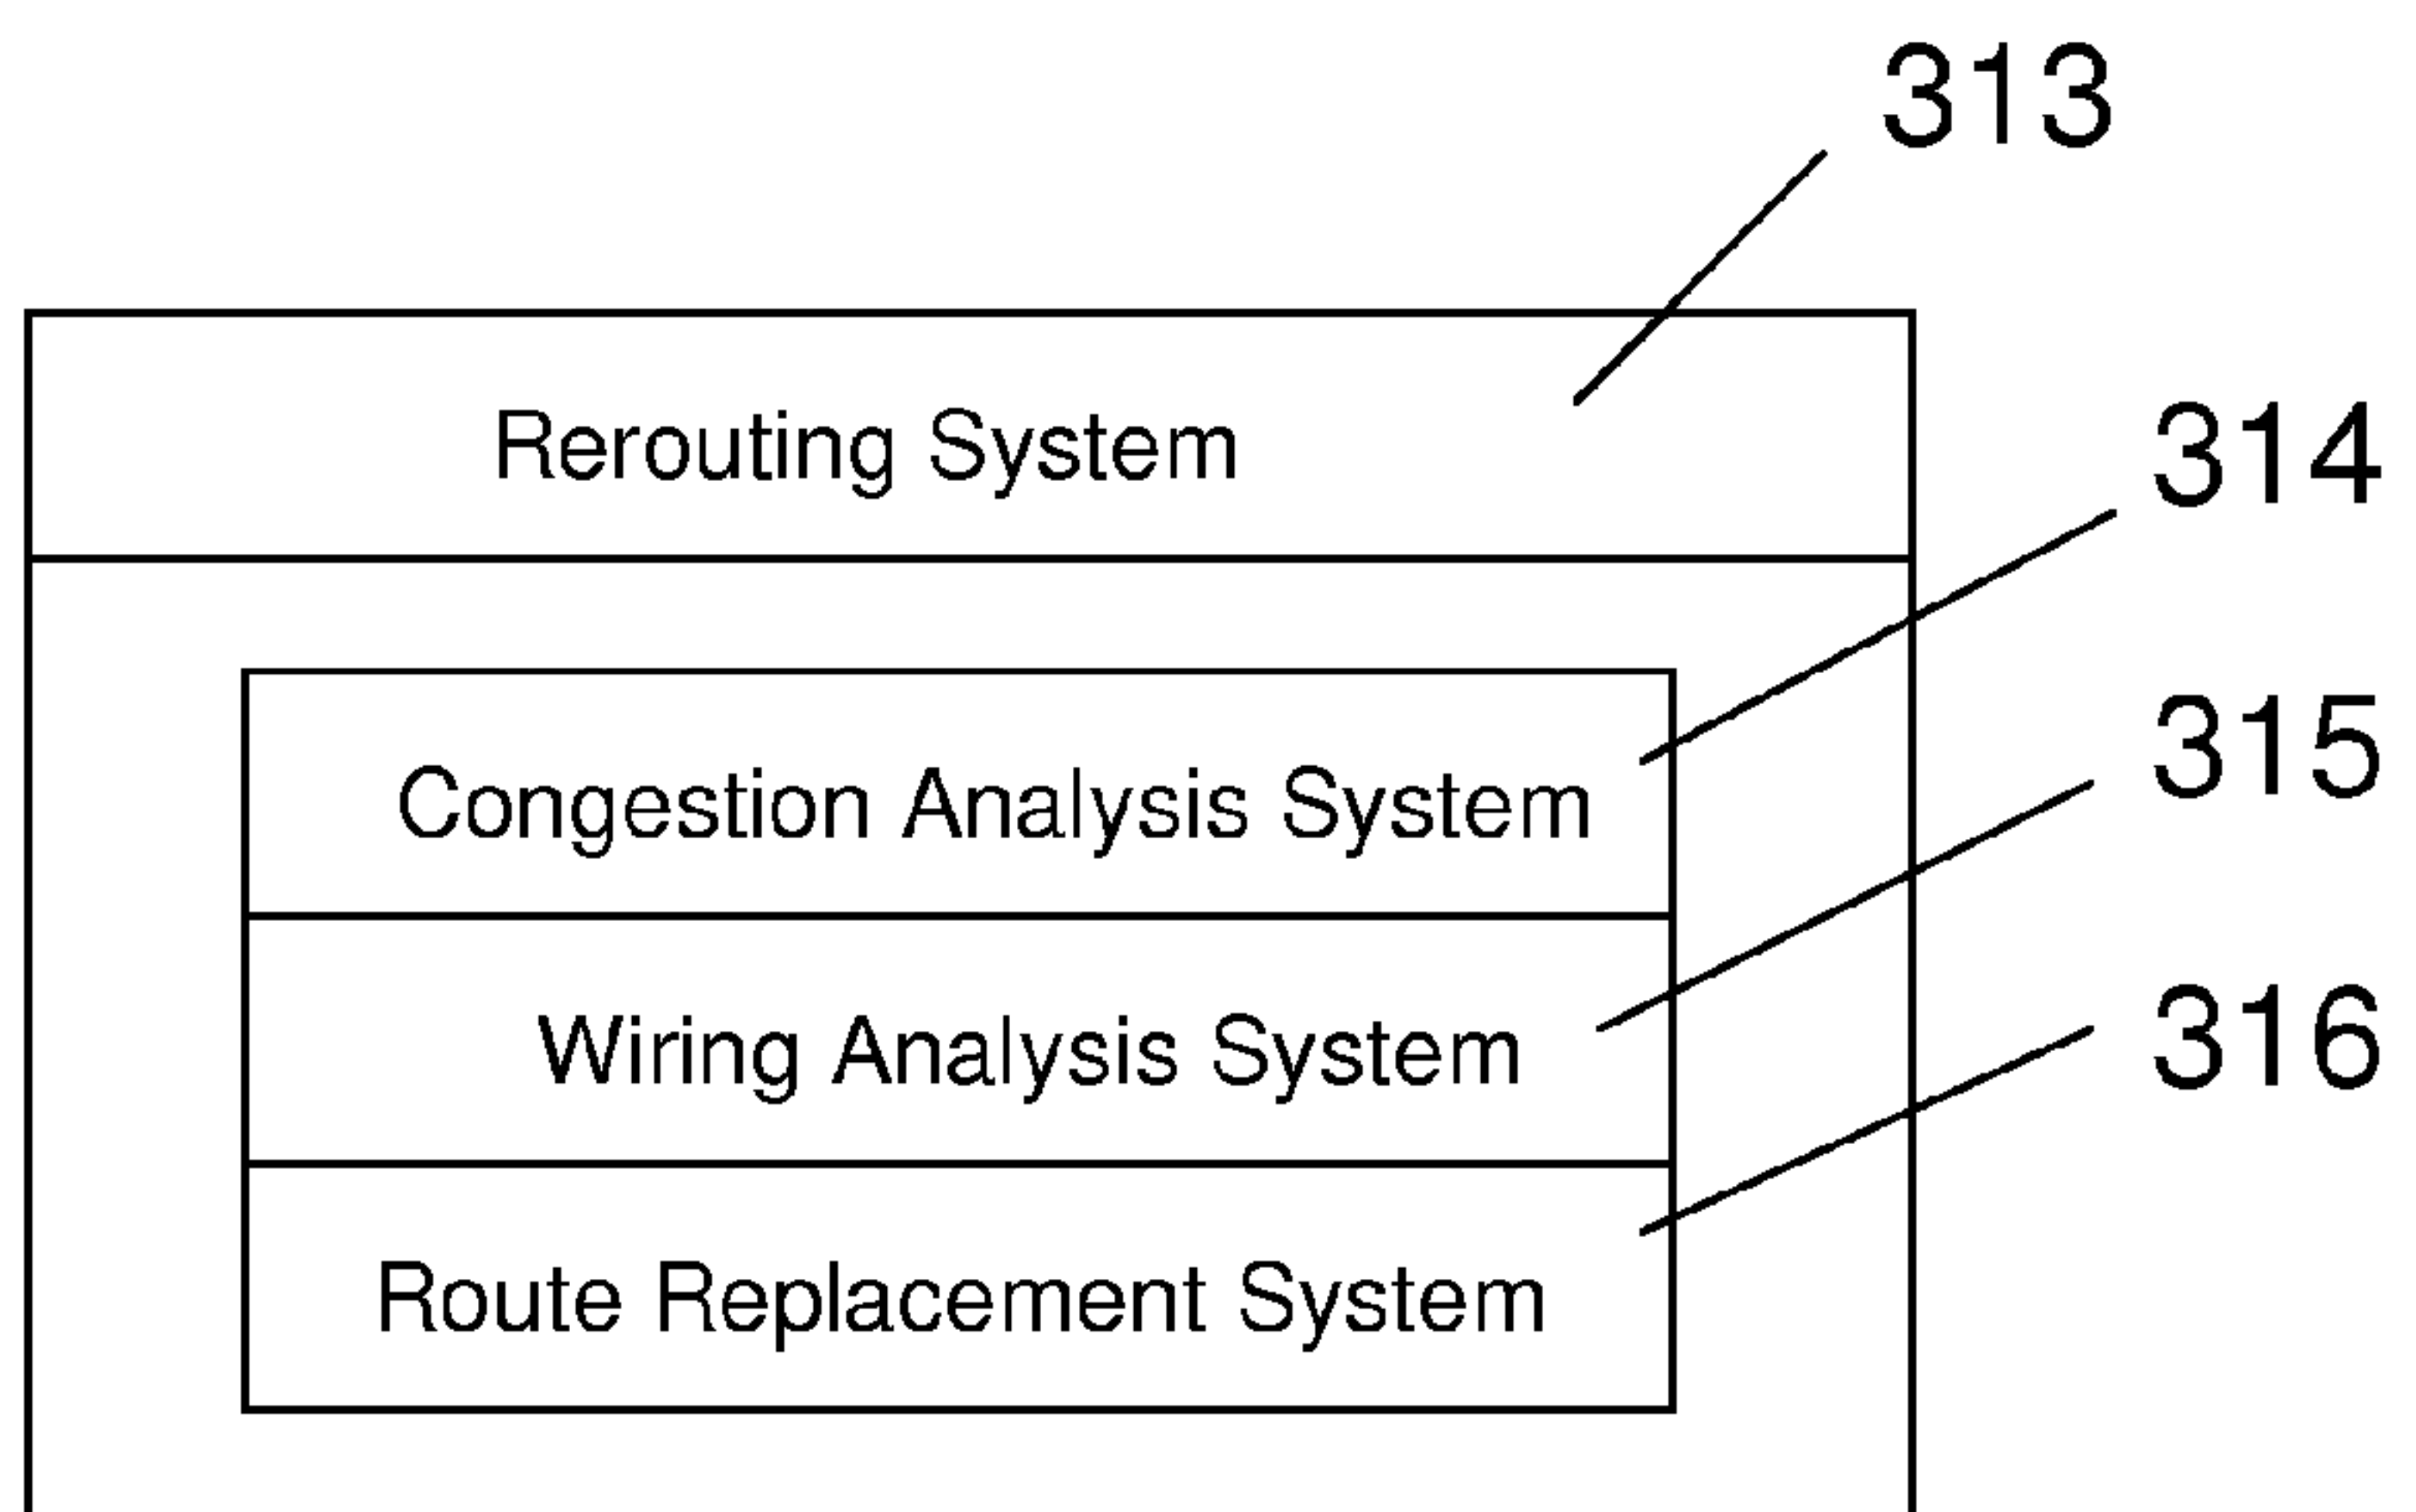 313
Rerouting System
314
Congestion Analysis System
315
Wiring Analysis System
316
Route Replacement System